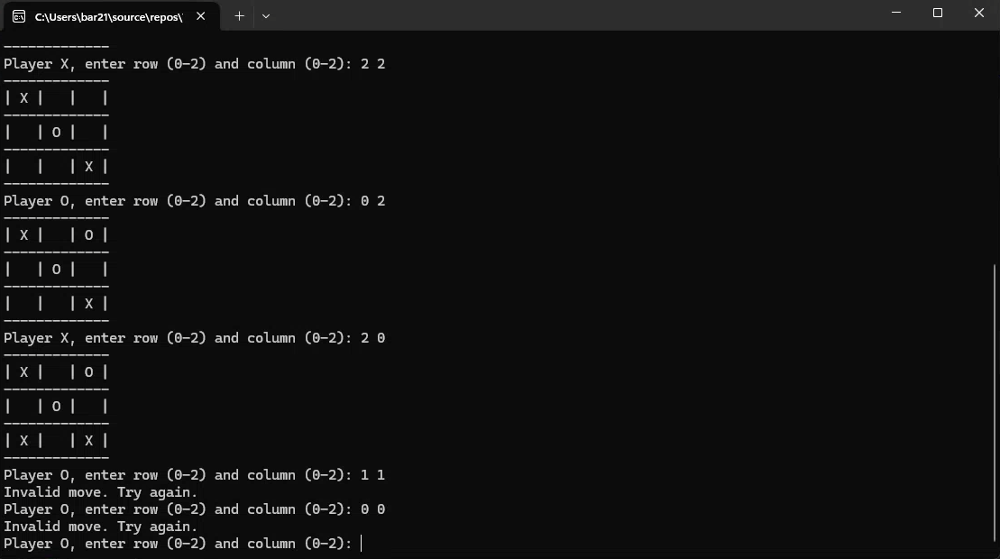 C:\Users\bar21\source\repos\
-------------
Player X, enter row (0-2) and column (0-2): 2 2
-------------
| X |   |   |
-------------
|   | O |   |
-------------
|   |   | X |
-------------
Player O, enter row (0-2) and column (0-2): 0 2
-------------
| X |   | O |
-------------
|   | O |   |
-------------
|   |   | X |
-------------
Player X, enter row (0-2) and column (0-2): 2 0
-------------
| X |   | O |
-------------
|   | O |   |
-------------
| X |   | X |
-------------
Player O, enter row (0-2) and column (0-2): 1 1
Invalid move. Try again.
Player O, enter row (0-2) and column (0-2): 0 0
Invalid move. Try again.
Player O, enter row (0-2) and column (0-2):